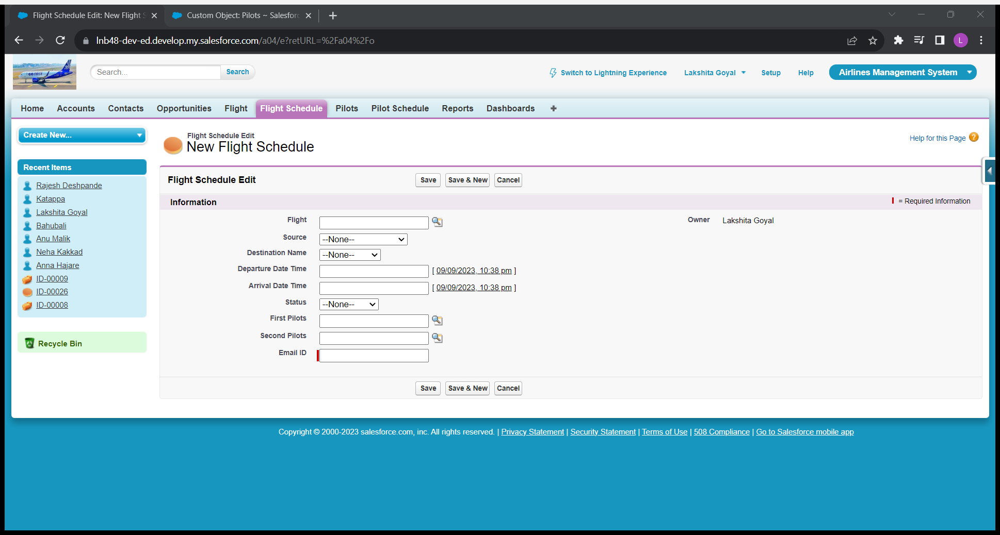 Flight Schedule Edit: New Flight S
Custom Object: Pilots ~ Salesforc
lnb48-dev-ed.develop.my.salesforce.com/a04/e?retURL=%2Fa04%2Fo
L
GO FIRST
Search...
Search
Switch to Lightning Experience
Lakshita Goyal
Setup
Help
Airlines Management System
Home Accounts Contacts Opportunities Flight Flight Schedule Pilots Pilot Schedule Reports Dashboards
Create New...
Recent Items
Rajesh Deshpande
Katappa
Lakshita Goyal
Bahubali
Anu Malik
Neha Kakkad
Anna Hajare
ID-00009
ID-00026
ID-00008
Recycle Bin
Flight Schedule Edit
New Flight Schedule
Help for this Page ?
Flight Schedule Edit
Save Save & New Cancel
Information
= Required Information
Flight
Owner Lakshita Goyal
Source --None--
Destination Name --None--
Departure Date Time [ 09/09/2023, 10:38 pm ]
Arrival Date Time [ 09/09/2023, 10:38 pm ]
Status --None--
First Pilots
Second Pilots
Email ID
Save Save & New Cancel
Copyright © 2000-2023 salesforce.com, inc. All rights reserved. | Privacy Statement | Security Statement | Terms of Use | 508 Compliance | Go to Salesforce mobile app